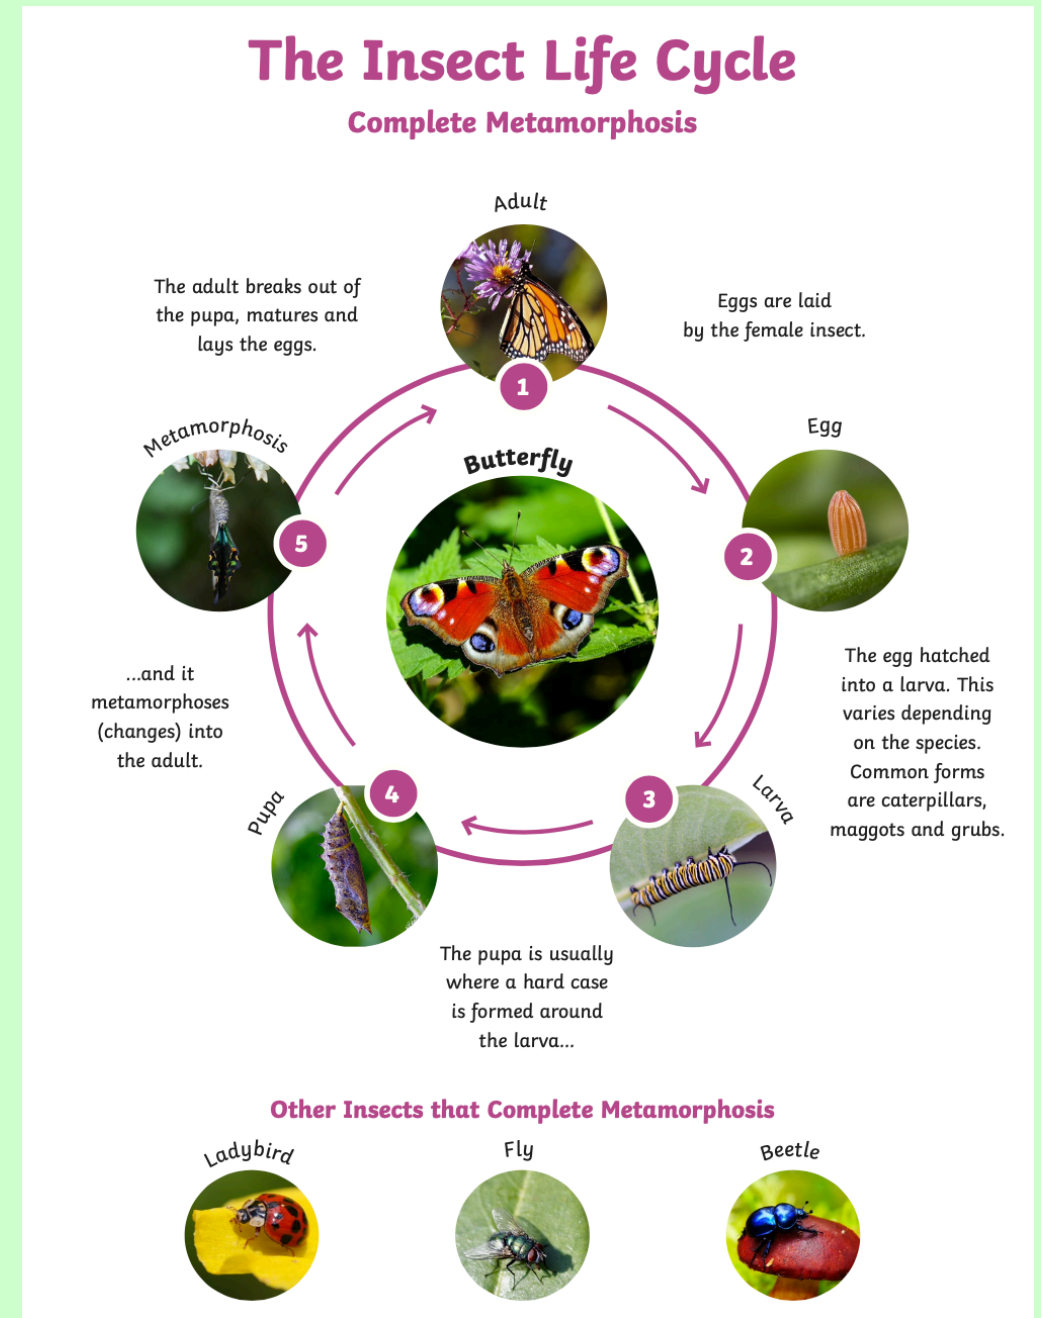 The Insect Life Cycle
Complete Metamorphosis
Adult
The adult breaks out of
the pupa, matures and
lays the eggs.
Eggs are laid
by the female insect.
1
Metamorphosis
Egg
Butterfly
5
2
...and it
metamorphoses
(changes) into
the adult.
The egg hatched
into a larva. This
varies depending
on the species.
Common forms
are caterpillars,
maggots and grubs.
Pupa
4
3
Larva
The pupa is usually
where a hard case
is formed around
the larva...
Other Insects that Complete Metamorphosis
Ladybird
Fly
Beetle